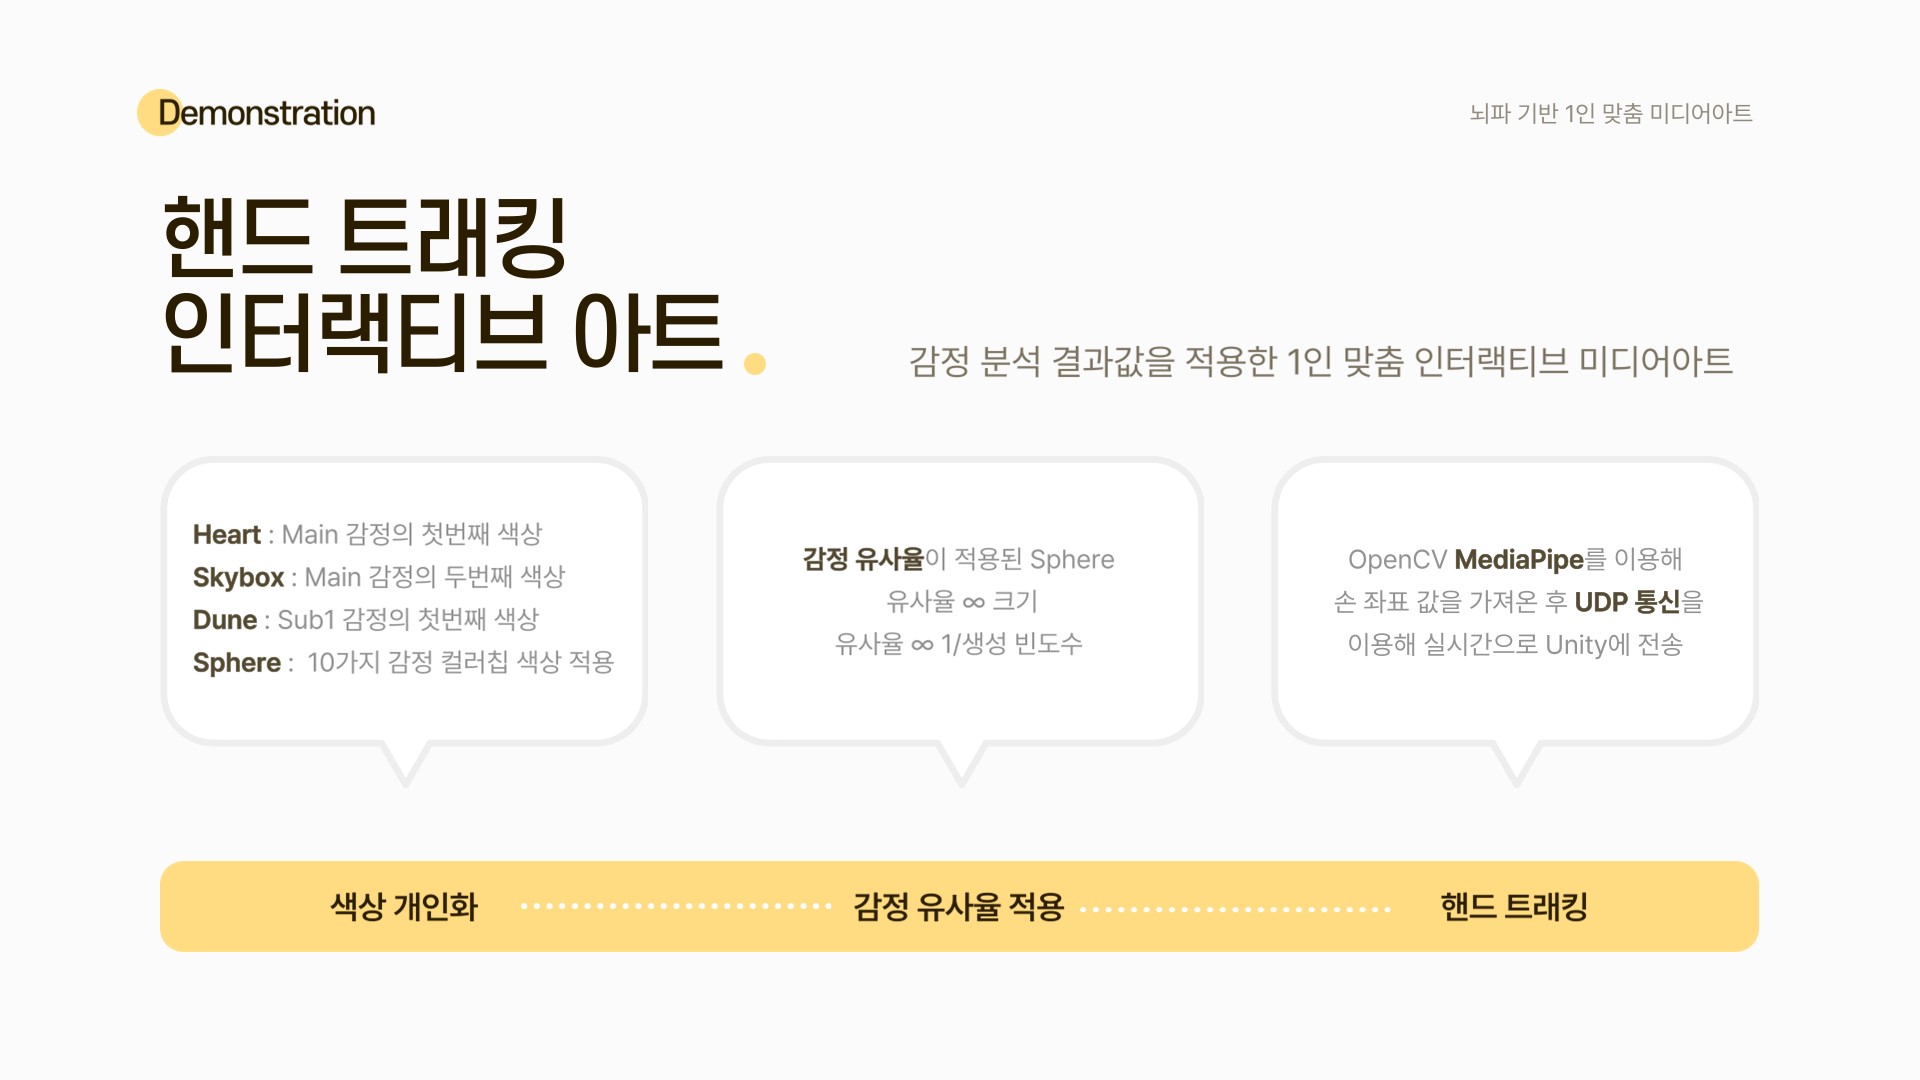 Demonstration
뇌파 기반 1인 맞춤 미디어아트
핸드 트래킹
인터랙티브 아트
감정 분석 결과값을 적용한 1인 맞춤 인터랙티브 미디어아트
Heart : Main 감정의 첫번째 색상
Skybox : Main 감정의 두번째 색상
Dune : Sub1 감정의 첫번째 색상
Sphere : 10가지 감정 컬러칩 색상 적용
감정 유사율이 적용된 Sphere
유사율 ∞ 크기
유사율 ∞ 1/생성 빈도수
OpenCV MediaPipe를 이용해
손 좌표 값을 가져온 후 UDP 통신을
이용해 실시간으로 Unity에 전송
색상 개인화
감정 유사율 적용
핸드 트래킹